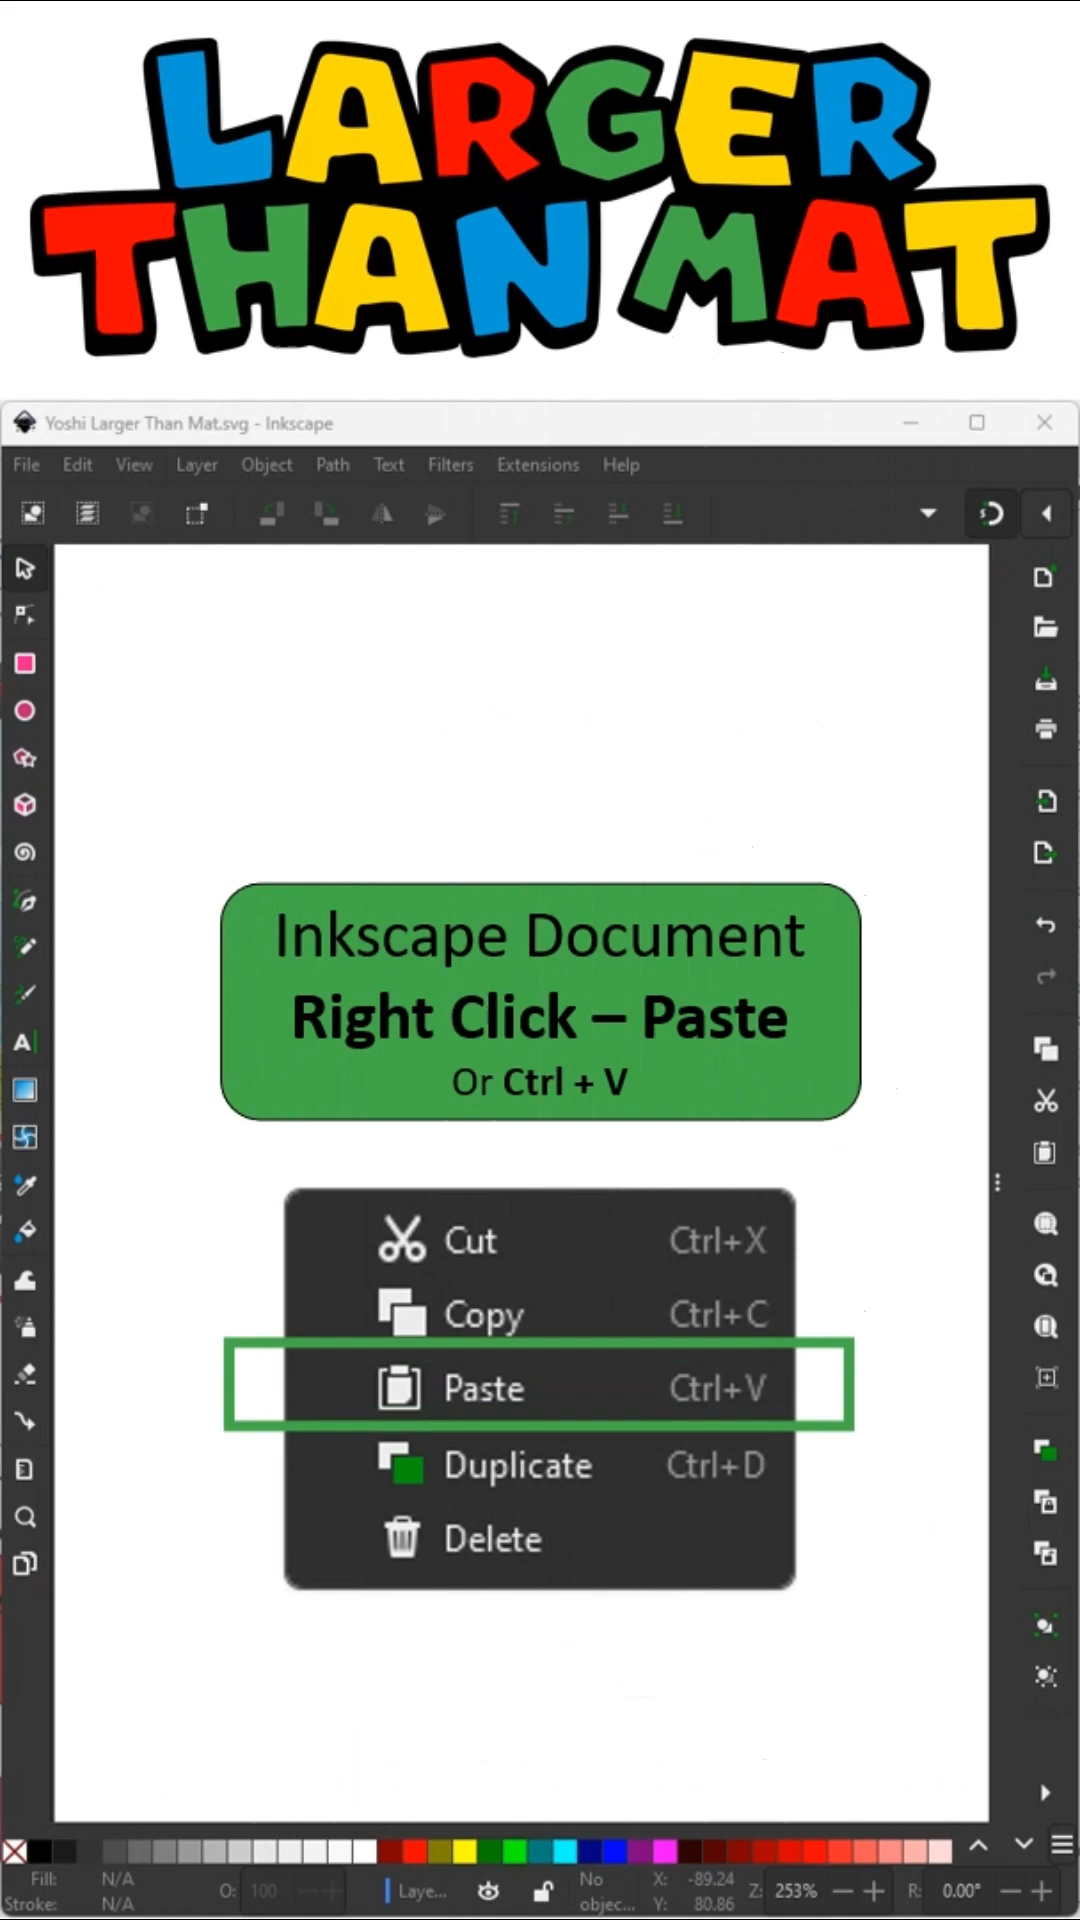 LARGER
THAN MAT
Yoshi Larger Than Mat.svg - Inkscape
File Edit View Layer Object Path Text Filters Extensions Help
Inkscape Document
Right Click – Paste
Or Ctrl + V
Cut Ctrl+X
Copy Ctrl+C
Paste Ctrl+V
Duplicate Ctrl+D
Delete
Fill: N/A
Stroke: N/A
O: 100
Laye...
No
objec...
X: -89.24
Y: 80.86
Z: 253%
R: 0.00°